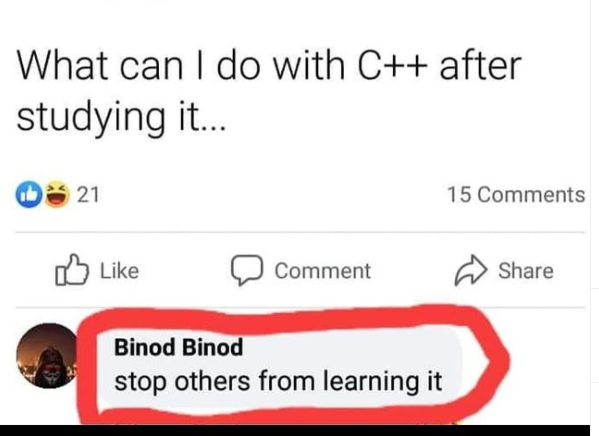 What can I do with C++ after
studying it...
21
15 Comments
Like
Comment
Share
Binod Binod
stop others from learning it